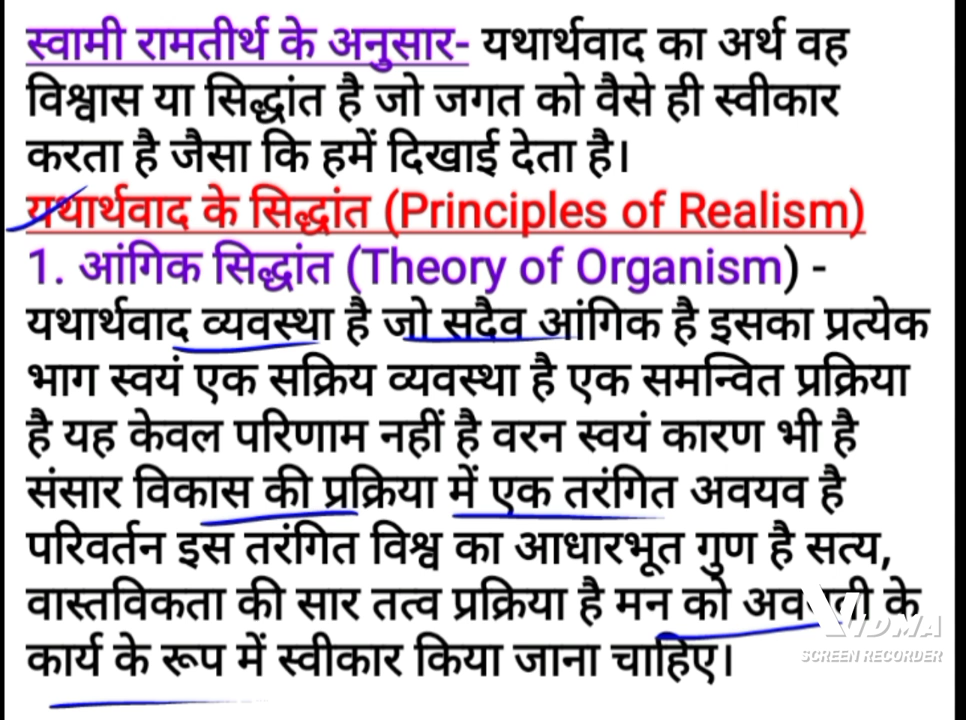 स्वामी रामतीर्थ के अनुसार- यथार्थवाद का अर्थ वह
विश्वास या सिद्धांत है जो जगत को वैसे ही स्वीकार
करता है जैसा कि हमें दिखाई देता है।
यथार्थवाद के सिद्धांत (Principles of Realism)
1. आंगिक सिद्धांत (Theory of Organism) -
यथार्थवाद व्यवस्था है जो सदैव आंगिक है इसका प्रत्येक
भाग स्वयं एक सक्रिय व्यवस्था है एक समन्वित प्रक्रिया
है यह केवल परिणाम नहीं है वरन स्वयं कारण भी है
संसार विकास की प्रक्रिया में एक तरंगित अवयव है
परिवर्तन इस तरंगित विश्व का आधारभूत गुण है सत्य,
वास्तविकता की सार तत्व प्रक्रिया है मन को के
कार्य के रूप में स्वीकार किया जाना चाहिए।
VIDMA
SCREEN RECORDER